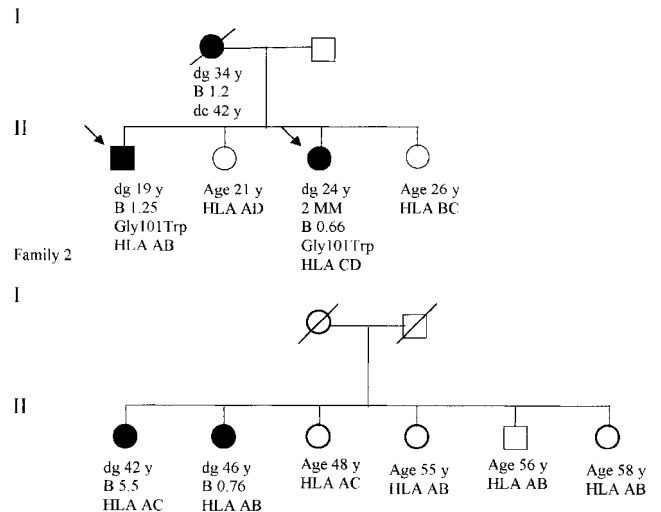 I
dg 34 y
B 1.2
dc 42 y
II
dg 19 y
B 1.25
Gly101Trp
HLA AB
Age 21 y
HLA AD
dg 24 y
2 MM
B 0.66
Gly101Trp
HLA CD
Age 26 y
HLA BC
Family 2
I
II
dg 42 y
B 5.5
HLA AC
dg 46 y
B 0.76
HLA AB
Age 48 y
HLA AC
Age 55 y
HLA AB
Age 56 y
HLA AB
Age 58 y
HLA AB